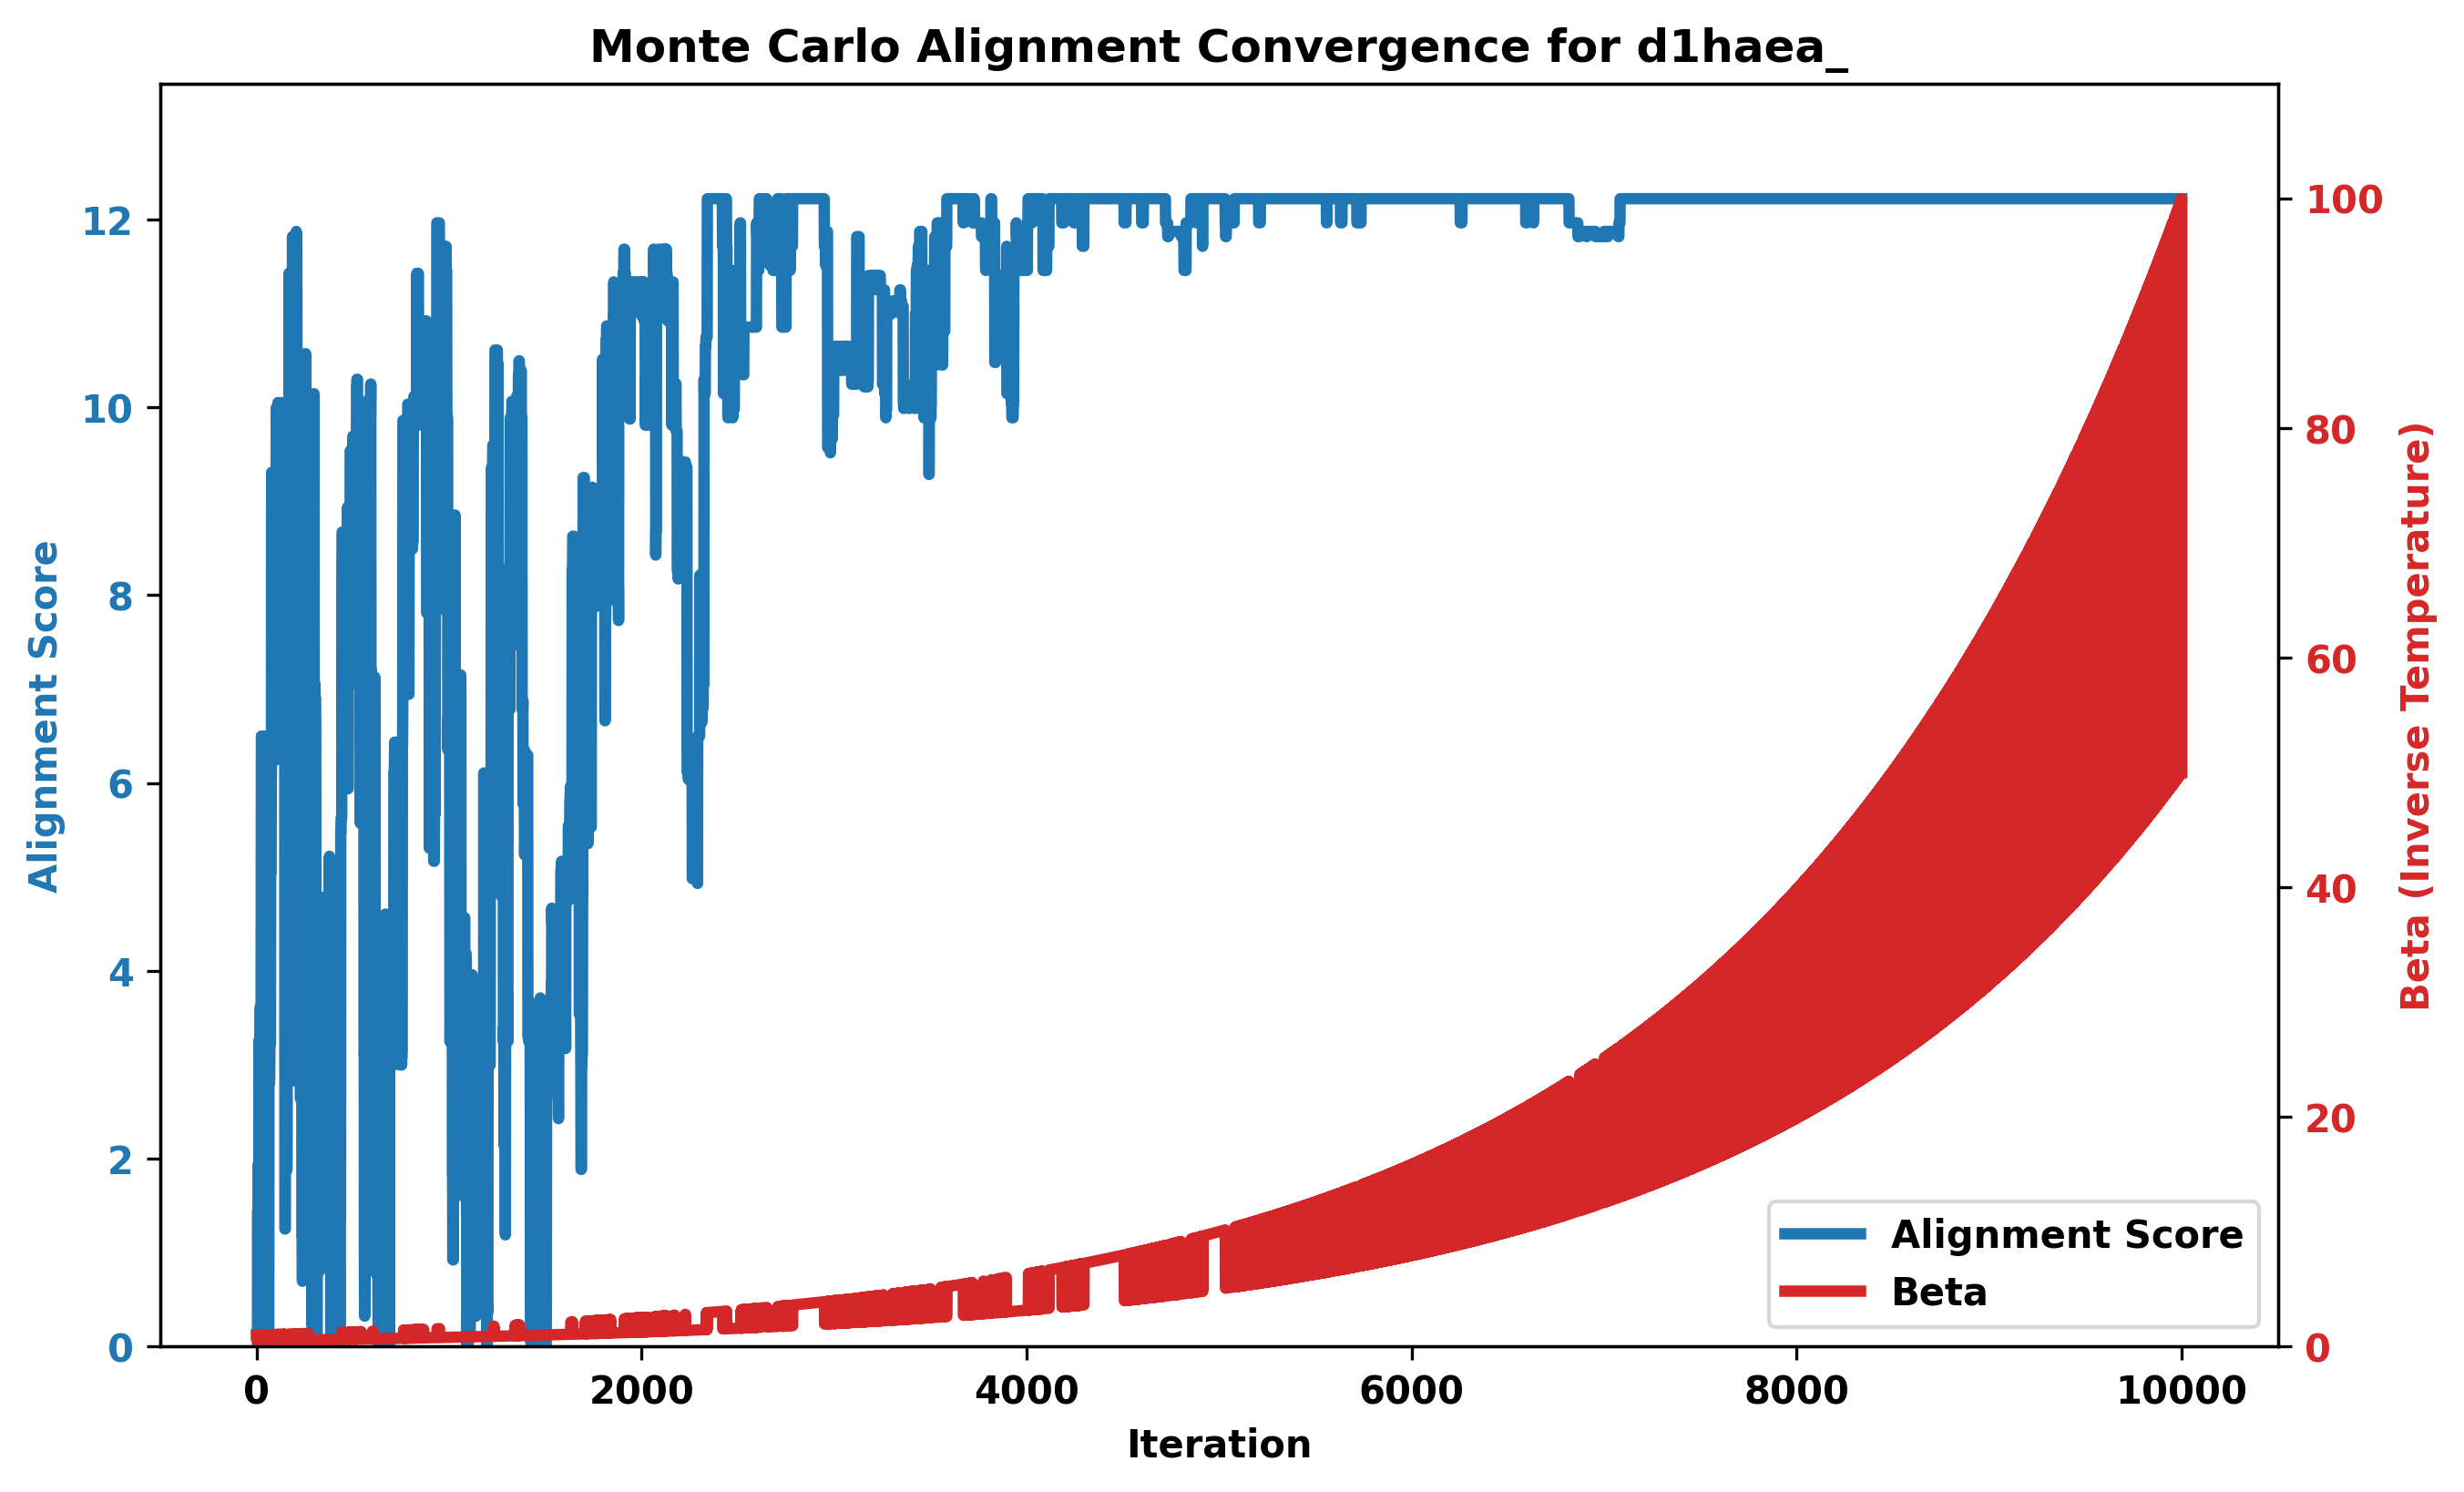 Monte Carlo Alignment Convergence for d1haea_
12
10
8
6
4
2
0
Alignment Score
100
80
60
40
20
0
Beta (Inverse Temperature)
Alignment Score
Beta
0 2000 4000 6000 8000 10000
Iteration